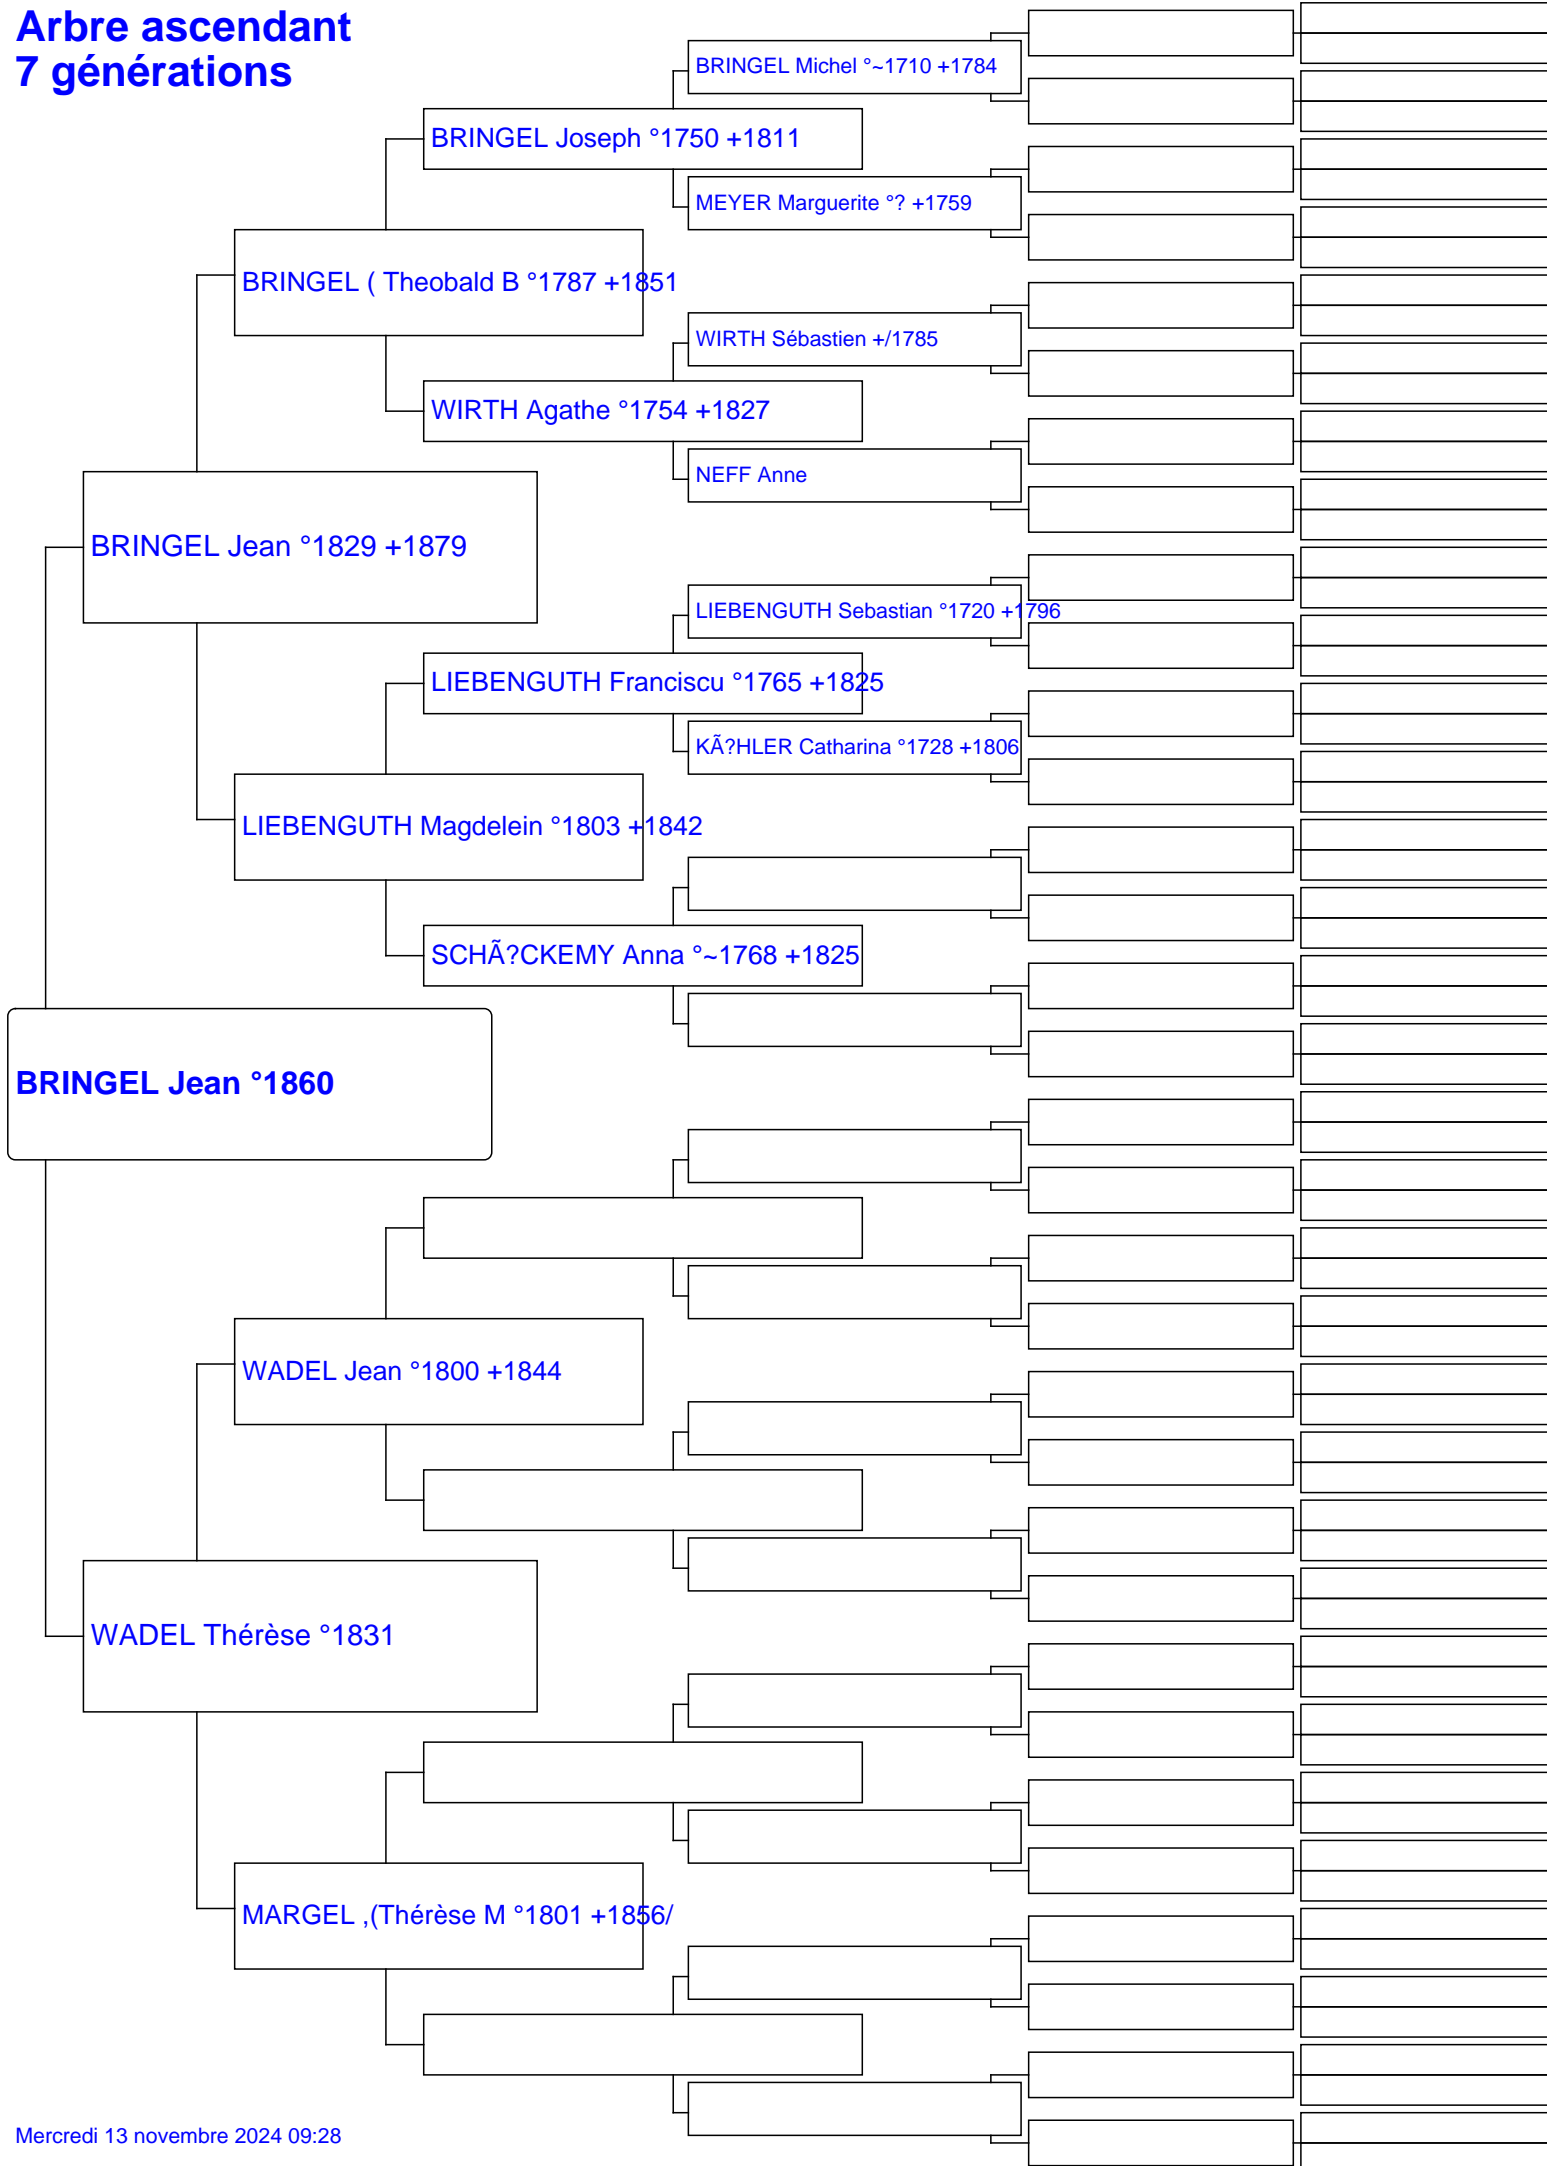 Arbre ascendant
7 générations
BRINGEL Michel °~1710 +1784
BRINGEL Joseph °1750 +1811
MEYER Marguerite °? +1759
BRINGEL ( Theobald B °1787 +1851
WIRTH Sébastien +/1785
WIRTH Agathe °1754 +1827
NEFF Anne
BRINGEL Jean °1829 +1879
LIEBENGUTH Sebastian °1720 +1796
LIEBENGUTH Franciscu °1765 +1825
KÃ?HLER Catharina °1728 +1806
LIEBENGUTH Magdelein °1803 +1842
SCHÃ?CKEMY Anna °~1768 +1825
BRINGEL Jean °1860
WADEL Jean °1800 +1844
WADEL Thérèse °1831
MARGEL ,(Thérèse M °1801 +1856/
Mercredi 13 novembre 2024 09:28